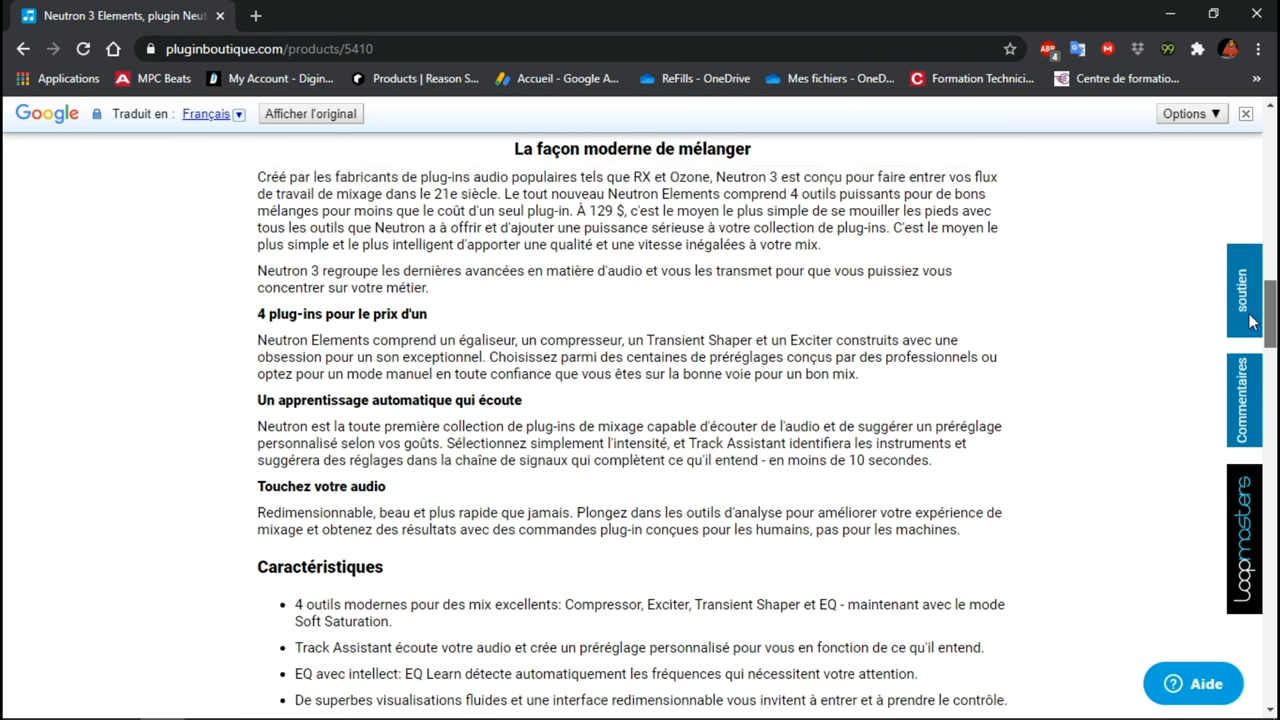 Neutron 3 Elements, plugin Neut
pluginboutique.com/products/5410
ABP 4 M 99
Applications MPC Beats My Account - Digin... Products | Reason S... Accueil - Google A... ReFills - OneDrive Mes fichiers - OneD... Formation Technici... Centre de formatio... »
Google Traduit en : Français Afficher l'original Options ▼
La façon moderne de mélanger
Créé par les fabricants de plug-ins audio populaires tels que RX et Ozone, Neutron 3 est conçu pour faire entrer vos flux
de travail de mixage dans le 21e siècle. Le tout nouveau Neutron Elements comprend 4 outils puissants pour de bons
mélanges pour moins que le coût d'un seul plug-in. À 129 $, c'est le moyen le plus simple de se mouiller les pieds avec
tous les outils que Neutron a à offrir et d'ajouter une puissance sérieuse à votre collection de plug-ins. C'est le moyen le
plus simple et le plus intelligent d'apporter une qualité et une vitesse inégalées à votre mix.
Neutron 3 regroupe les dernières avancées en matière d'audio et vous les transmet pour que vous puissiez vous
concentrer sur votre métier.
4 plug-ins pour le prix d'un
Neutron Elements comprend un égaliseur, un compresseur, un Transient Shaper et un Exciter construits avec une
obsession pour un son exceptionnel. Choisissez parmi des centaines de préréglages conçus par des professionnels ou
optez pour un mode manuel en toute confiance que vous êtes sur la bonne voie pour un bon mix.
Un apprentissage automatique qui écoute
Neutron est la toute première collection de plug-ins de mixage capable d'écouter de l'audio et de suggérer un préréglage
personnalisé selon vos goûts. Sélectionnez simplement l'intensité, et Track Assistant identifiera les instruments et
suggérera des réglages dans la chaîne de signaux qui complètent ce qu'il entend - en moins de 10 secondes.
Touchez votre audio
Redimensionnable, beau et plus rapide que jamais. Plongez dans les outils d'analyse pour améliorer votre expérience de
mixage et obtenez des résultats avec des commandes plug-in conçues pour les humains, pas pour les machines.
Caractéristiques
• 4 outils modernes pour des mix excellents: Compressor, Exciter, Transient Shaper et EQ - maintenant avec le mode
Soft Saturation.
• Track Assistant écoute votre audio et crée un préréglage personnalisé pour vous en fonction de ce qu'il entend.
• EQ avec intellect: EQ Learn détecte automatiquement les fréquences qui nécessitent votre attention.
• De superbes visualisations fluides et une interface redimensionnable vous invitent à entrer et à prendre le contrôle.
soutien
Commentaires
loopmasters
Aide